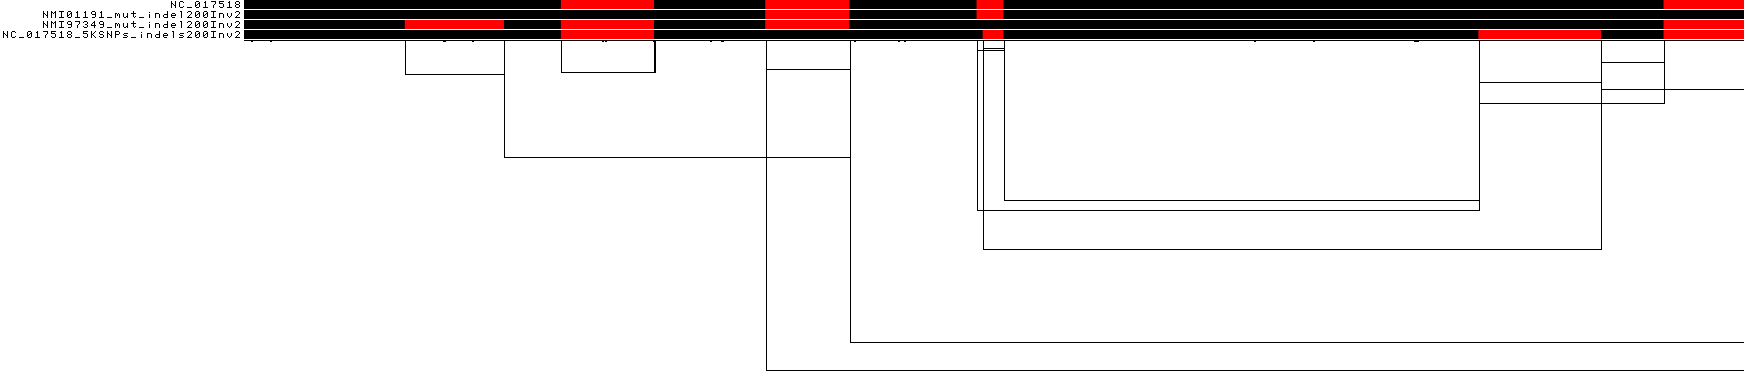 NC_017518
NMI01191_mut_indel200Inv2
NMI97349_mut_indel200Inv2
NC_017518_5KSNPs_indels200Inv2